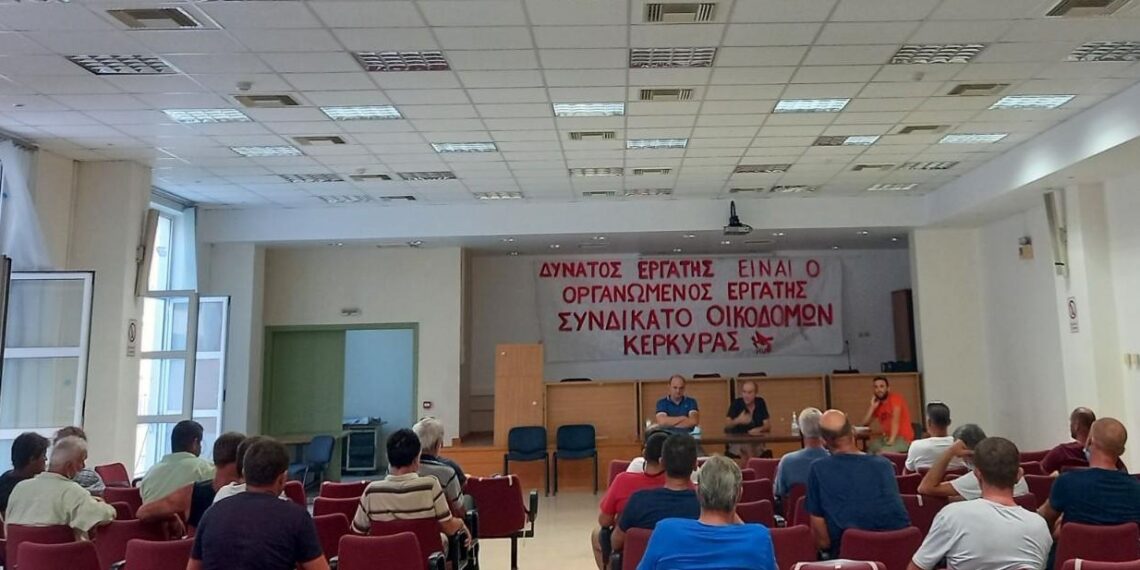 ΔΥΝΑΤΟΣ ΕΡΓΑΤΗΣ ΕΙΝΑΙ Ο
ΟΡΓΑΝΩΜΕΝΟΣ ΕΡΓΑΤΗΣ
ΣΥΝΔΙΚΑΤΟ ΟΙΚΟΔΟΜΩΝ
ΚΕΡΚΥΡΑΣ